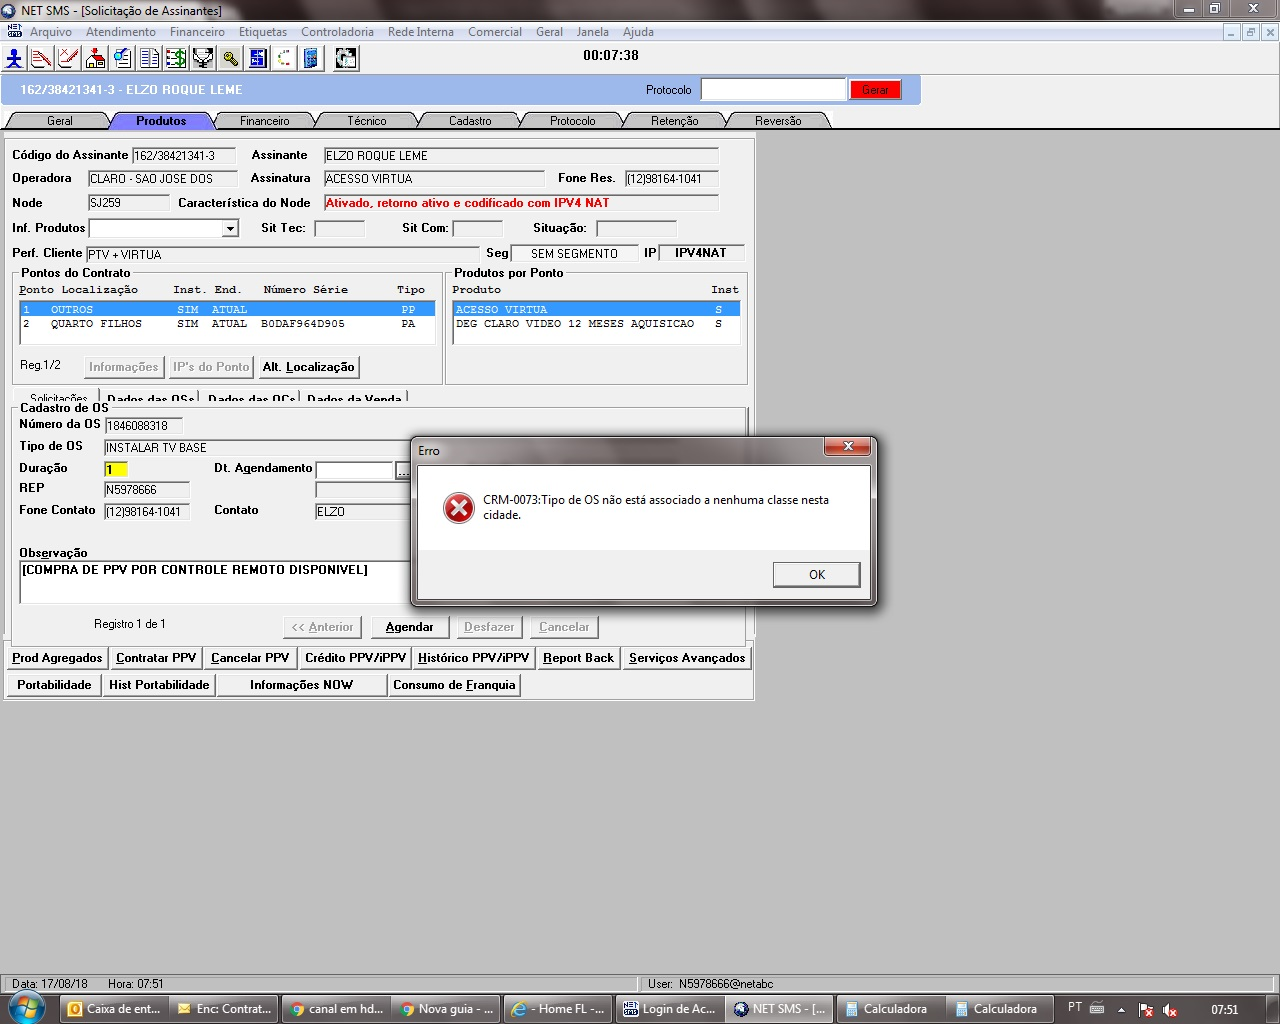 NET SMS - [Solicitação de Assinantes]
Arquivo Atendimento Financeiro Etiquetas Controladoria Rede Interna Comercial Geral Janela Ajuda
00:07:38
162/38421341-3 - ELZO ROQUE LEME Protocolo Gerar
Geral Produtos Financeiro Técnico Cadastro Protocolo Retenção Reversão
Código do Assinante 162/38421341-3 Assinante ELZO ROQUE LEME
Operadora CLARO - SAO JOSE DOS Assinatura ACESSO VIRTUA Fone Res. (12)98164-1041
Node SJ259 Característica do Node Ativado, retorno ativo e codificado com IPV4 NAT
Inf. Produtos Sit Tec: Sit Com: Situação:
Perf. Cliente PTV + VIRTUA Seg SEM SEGMENTO IP IPV4NAT
Pontos do Contrato Produtos por Ponto
Ponto Localização Inst. End. Número Série Tipo Produto Inst
1 OUTROS SIM ATUAL PP ACESSO VIRTUA S
2 QUARTO FILHOS SIM ATUAL B0DAF964D905 PA DEG CLARO VIDEO 12 MESES AQUISICAO S
Reg.1/2 Informações IP's do Ponto Alt. Localização
Solicitações Dados das OSs Dados das OCs Dados da Venda
Cadastro de OS
Número da OS 1846088318
Tipo de OS INSTALAR TV BASE
Duração 1 Dt. Agendamento ...
REP N5978666
Fone Contato (12)98164-1041 Contato ELZO
Observação
[COMPRA DE PPV POR CONTROLE REMOTO DISPONIVEL]
Erro
CRM-0073:Tipo de OS não está associado a nenhuma classe nesta
cidade.
OK
Registro 1 de 1 << Anterior Agendar Desfazer Cancelar
Prod Agregados Contratar PPV Cancelar PPV Crédito PPV/iPPV Histórico PPV/iPPV Report Back Serviços Avançados
Portabilidade Hist Portabilidade Informações NOW Consumo de Franquia
Data: 17/08/18 Hora: 07:51 User: N5978666@netabc
Caixa de ent... Enc: Contrat... canal em hd... Nova guia - ... - Home FL -... Login de Ac... NET SMS - [... Calculadora Calculadora PT 07:51